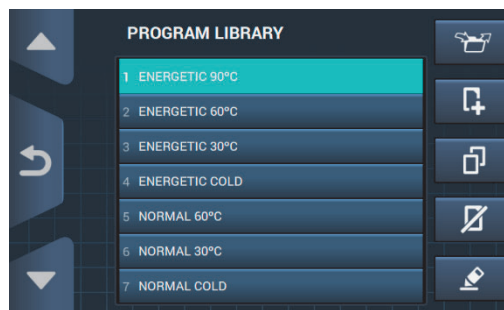 PROGRAM LIBRARY
1 ENERGETIC 90ºC
2 ENERGETIC 60ºC
3 ENERGETIC 30ºC
4 ENERGETIC COLD
5 NORMAL 60ºC
6 NORMAL 30ºC
7 NORMAL COLD